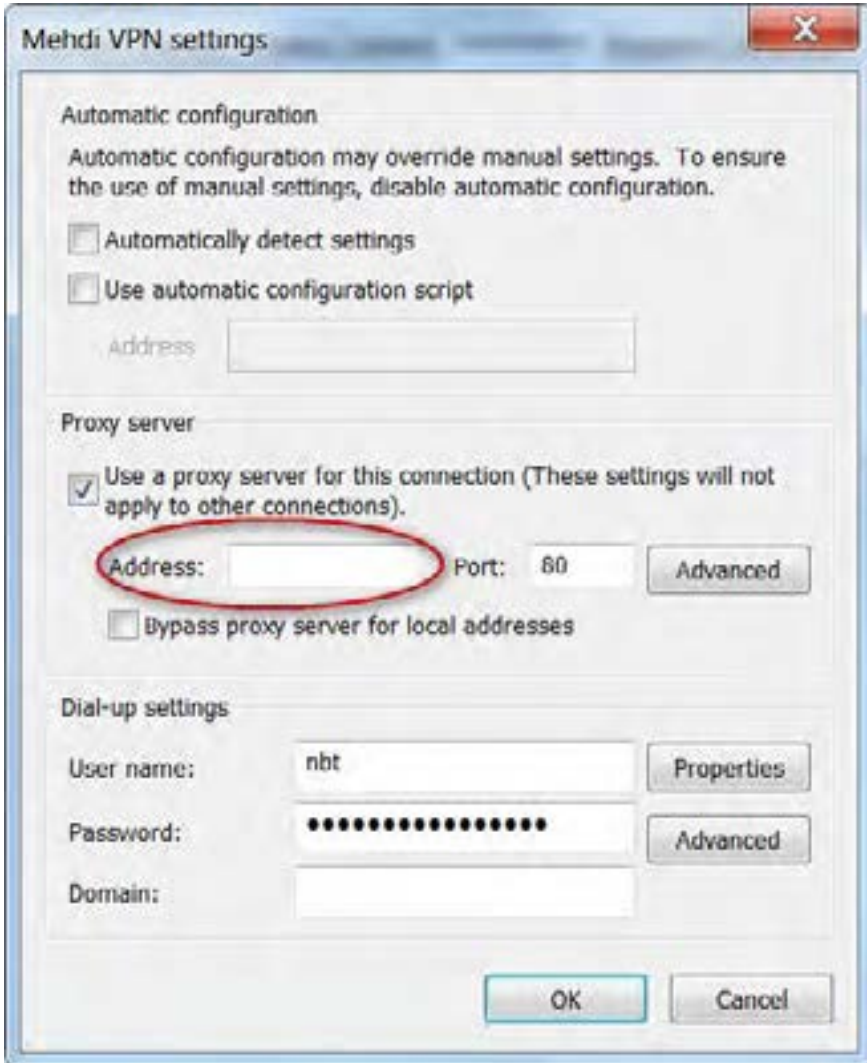 Mehdi VPN settings
Automatic configuration
Automatic configuration may override manual settings. To ensure
the use of manual settings, disable automatic configuration.
Automatically detect settings
Use automatic configuration script
Address
Proxy server
Use a proxy server for this connection (These settings will not
apply to other connections).
Address: Port: 80 Advanced
Bypass proxy server for local addresses
Dial-up settings
User name: nbt Properties
Password: •••••••••••••••• Advanced
Domain:
OK Cancel